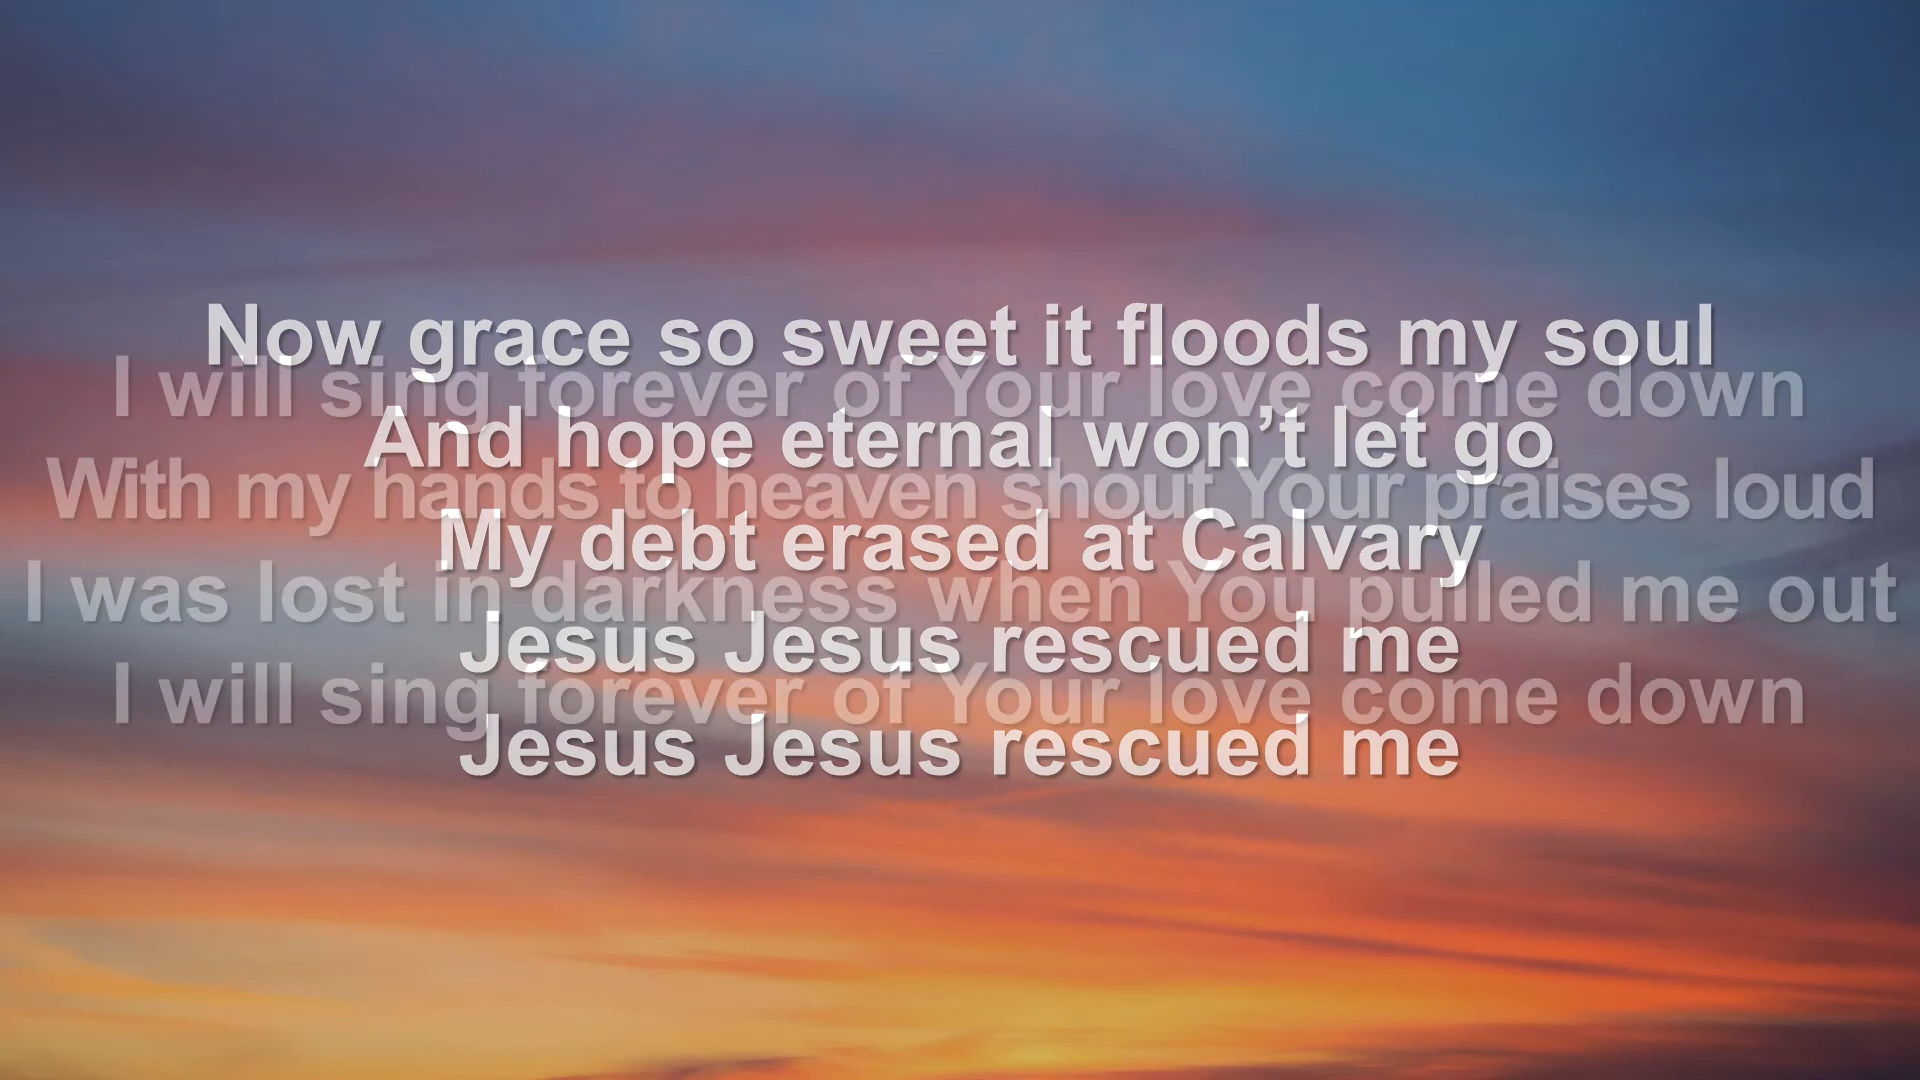 Now grace so sweet it floods my soul
I will sing forever of Your love come down
And hope eternal won’t let go
With my hands to heaven shout Your praises loud
My debt erased at Calvary
I was lost in darkness when You pulled me out
Jesus Jesus rescued me
I will sing forever of Your love come down
Jesus Jesus rescued me